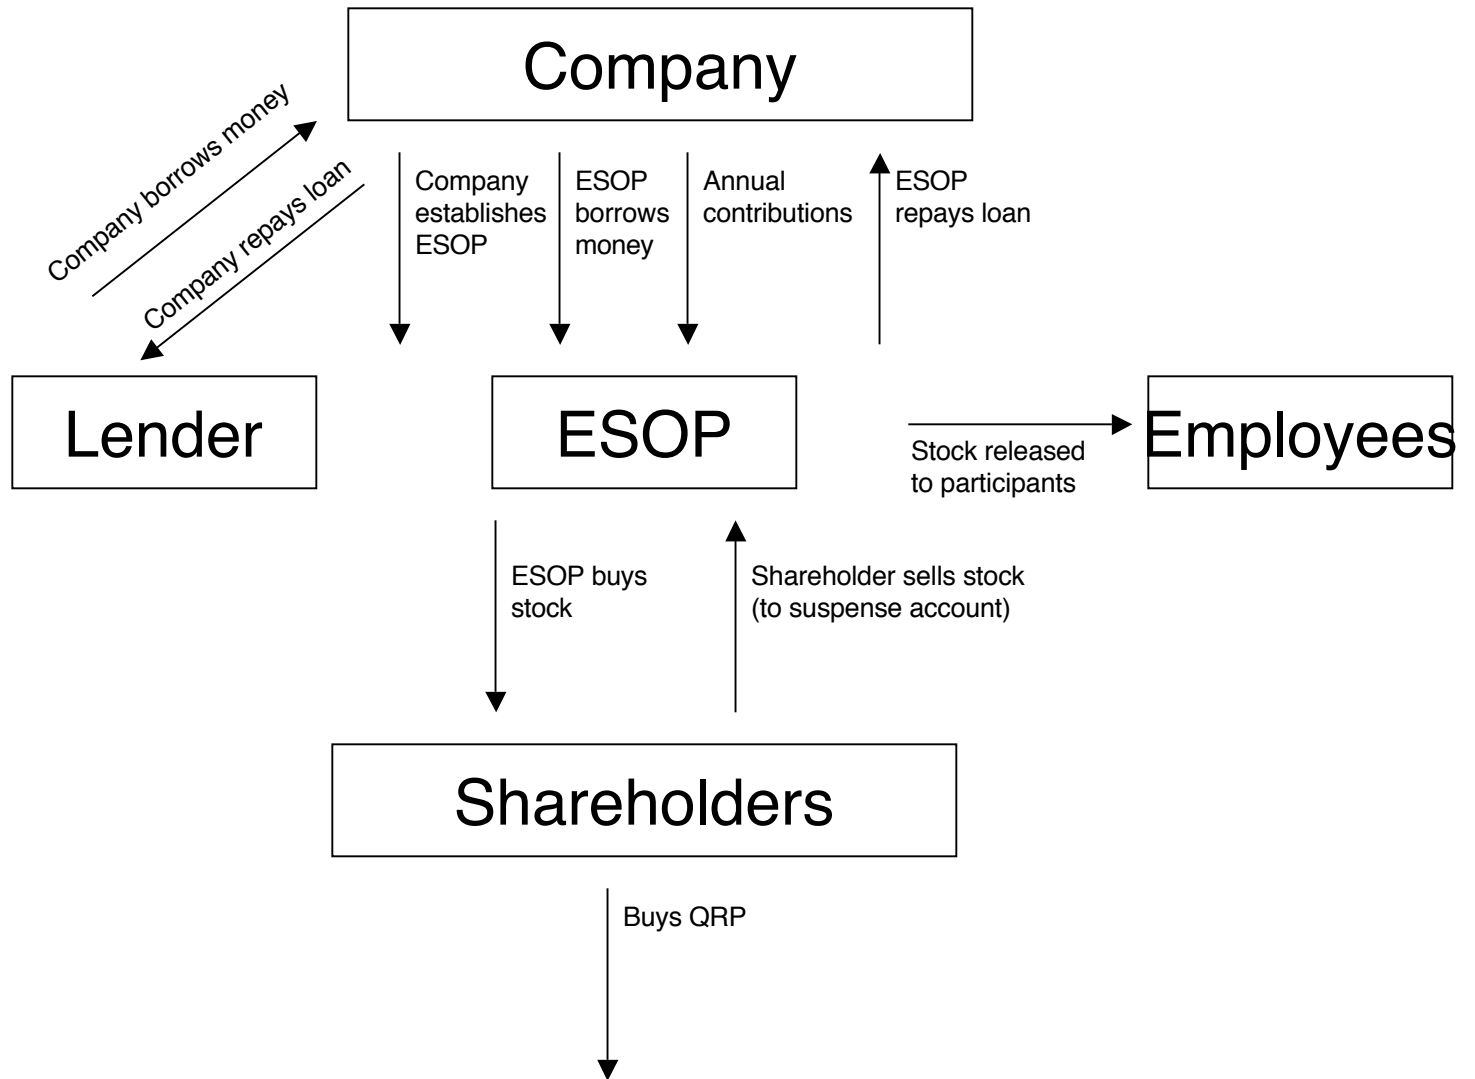 Company
Company borrows money
Company repays loan
Company
establishes
ESOP
ESOP
borrows
money
Annual
contributions
ESOP
repays loan
Lender
ESOP
Stock released
to participants
Employees
ESOP buys
stock
Shareholder sells stock
(to suspense account)
Shareholders
Buys QRP